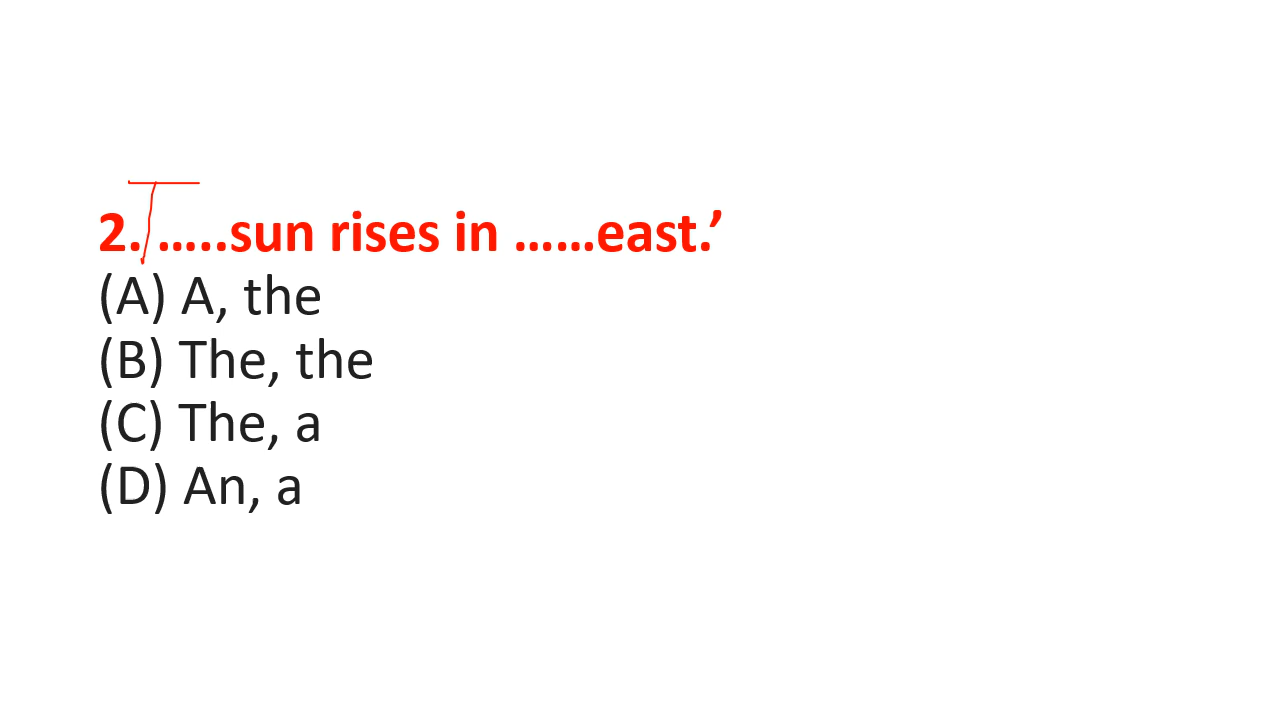 2. …..sun rises in ……east.’
(A) A, the
(B) The, the
(C) The, a
(D) An, a